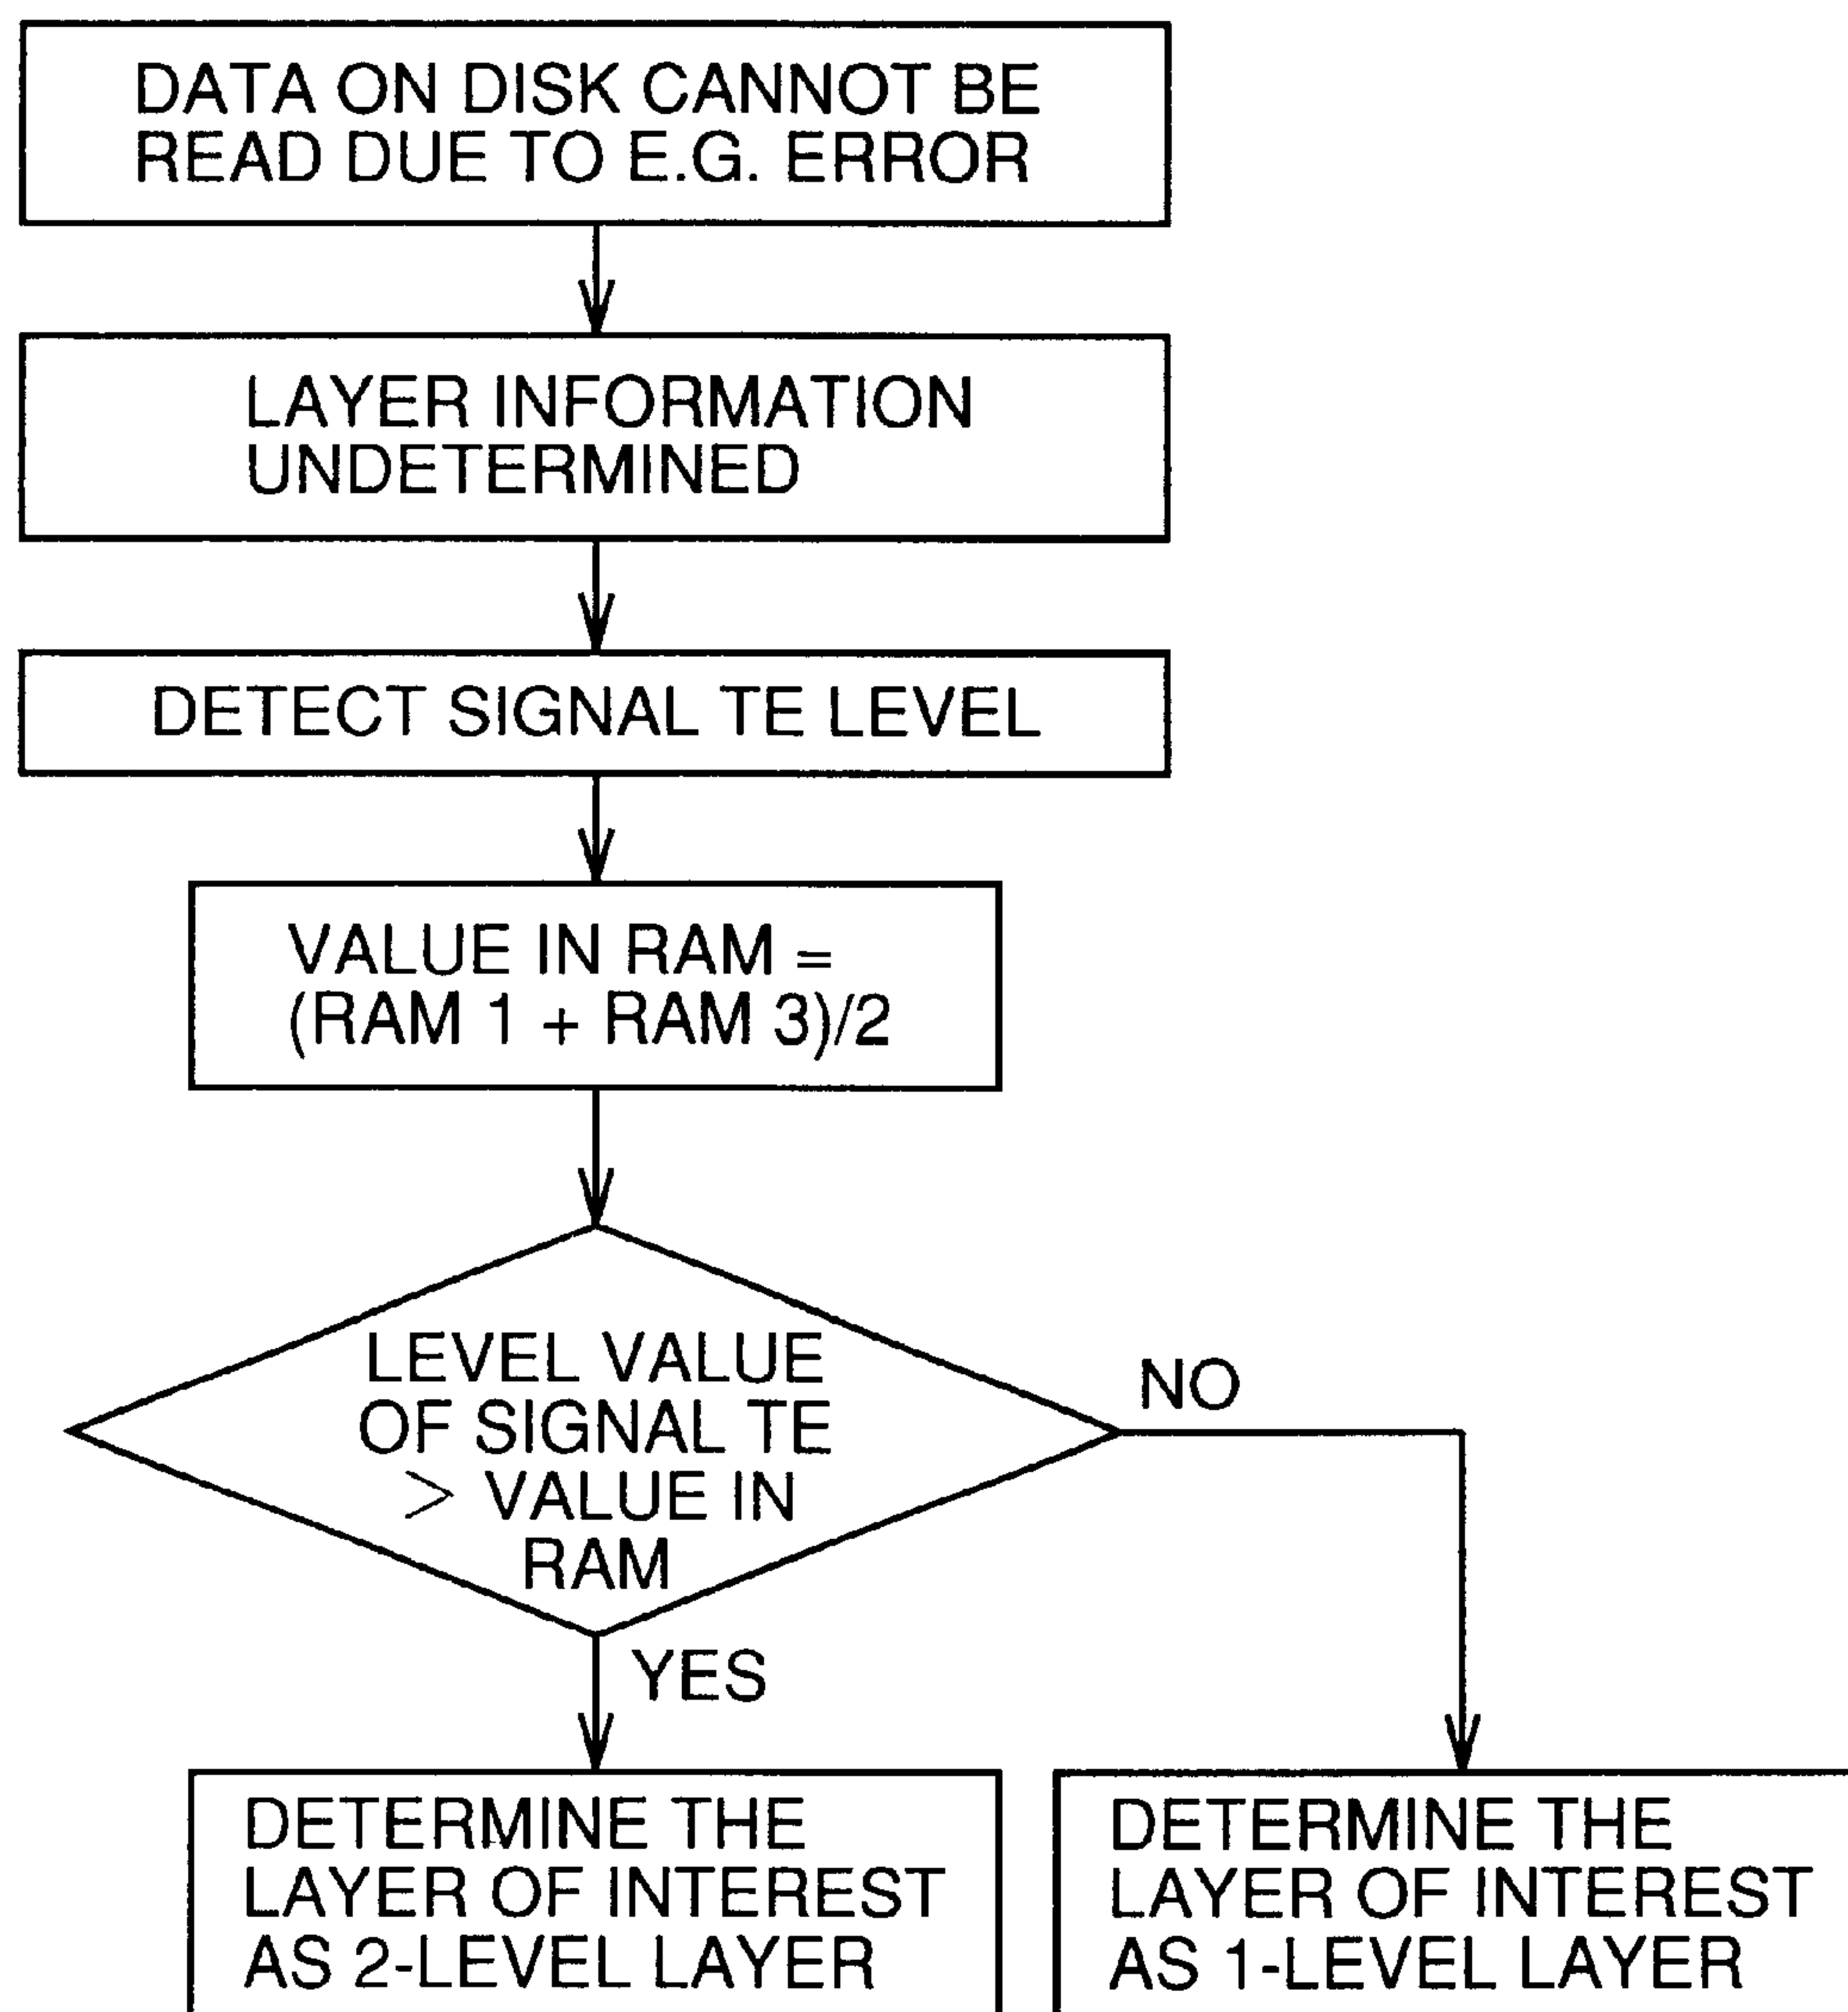 DATA ON DISK CANNOT BE
READ DUE TO E.G. ERROR
LAYER INFORMATION
UNDETERMINED
DETECT SIGNAL TE LEVEL
VALUE IN RAM =
(RAM 1 + RAM 3)/2
LEVEL VALUE
OF SIGNAL TE
> VALUE IN
RAM
NO
YES
DETERMINE THE
LAYER OF INTEREST
AS 2-LEVEL LAYER
DETERMINE THE
LAYER OF INTEREST
AS 1-LEVEL LAYER